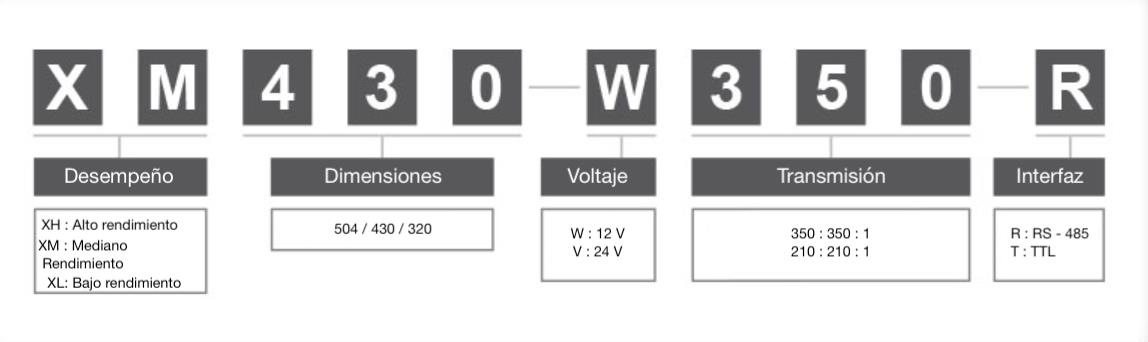 X M 4 3 0 — W 3 5 0 — R
Desempeño
Dimensiones
Voltaje
Transmisión
Interfaz
XH : Alto rendimiento
XM : Mediano
Rendimiento
XL: Bajo rendimiento
504 / 430 / 320
W : 12 V
V : 24 V
350 : 350 : 1
210 : 210 : 1
R : RS - 485
T : TTL